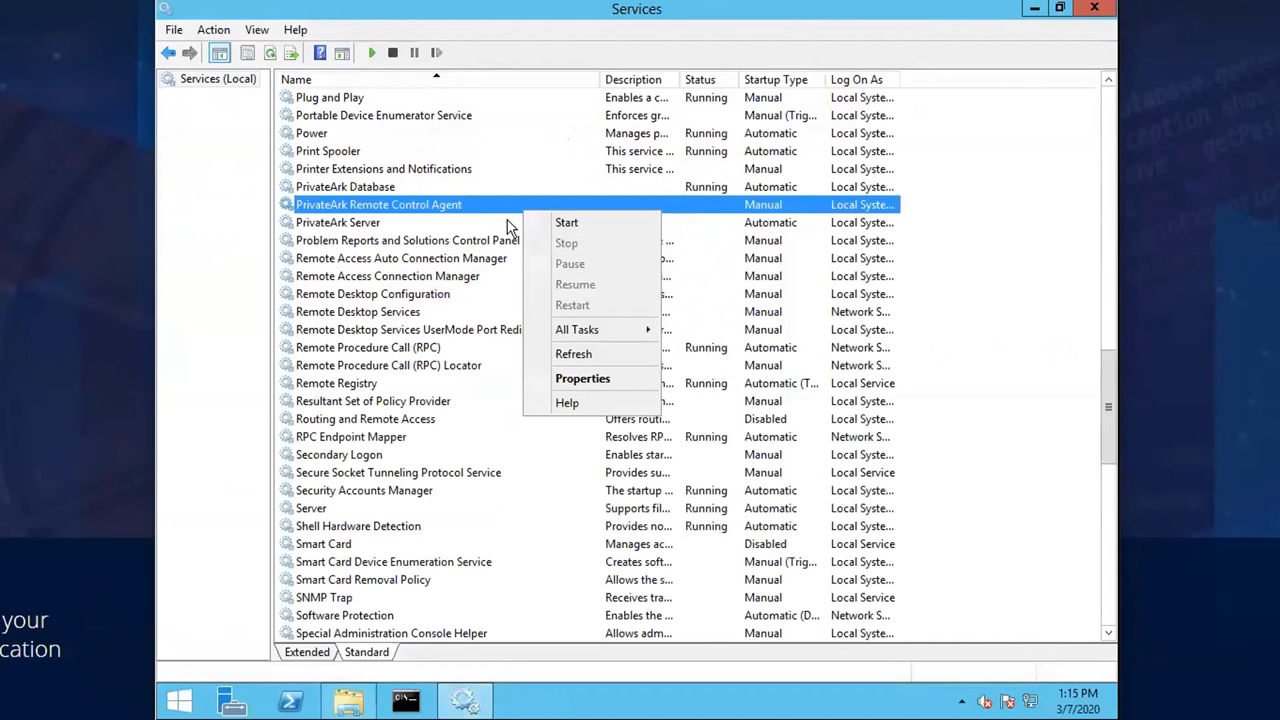 Services
File Action View Help
Services (Local)
Name Description Status Startup Type Log On As
Plug and Play Enables a c... Running Manual Local Syste...
Portable Device Enumerator Service Enforces gr... Manual (Trig... Local Syste...
Power Manages p... Running Automatic Local Syste...
Print Spooler This service ... Running Automatic Local Syste...
Printer Extensions and Notifications This service ... Manual Local Syste...
PrivateArk Database Running Automatic Local Syste...
PrivateArk Remote Control Agent Manual Local Syste...
PrivateArk Server Automatic Local Syste...
Problem Reports and Solutions Control Panel ... Manual Local Syste...
Remote Access Auto Connection Manager ... Manual Local Syste...
Remote Access Connection Manager ... Manual Local Syste...
Remote Desktop Configuration ... Manual Local Syste...
Remote Desktop Services ... Manual Network S...
Remote Desktop Services UserMode Port Redi ... Manual Local Syste...
Remote Procedure Call (RPC) ... Running Automatic Network S...
Remote Procedure Call (RPC) Locator ... Manual Network S...
Remote Registry ... Running Automatic (T... Local Service
Resultant Set of Policy Provider ... Manual Local Syste...
Start
Stop
Pause
Resume
Restart
All Tasks
Refresh
Properties
Help
Routing and Remote Access Offers routi... Disabled Local Syste...
RPC Endpoint Mapper Resolves RP... Running Automatic Network S...
Secondary Logon Enables star... Manual Local Syste...
Secure Socket Tunneling Protocol Service Provides su... Manual Local Service
Security Accounts Manager The startup ... Running Automatic Local Syste...
Server Supports fil... Running Automatic Local Syste...
Shell Hardware Detection Provides no... Running Automatic Local Syste...
Smart Card Manages ac... Disabled Local Service
Smart Card Device Enumeration Service Creates soft... Manual (Trig... Local Syste...
Smart Card Removal Policy Allows the s... Manual Local Syste...
SNMP Trap Receives tra... Manual Local Service
Software Protection Enables the ... Automatic (D... Network S...
Special Administration Console Helper Allows adm... Manual Local Syste...
Extended Standard
1:15 PM
3/7/2020
your
cation